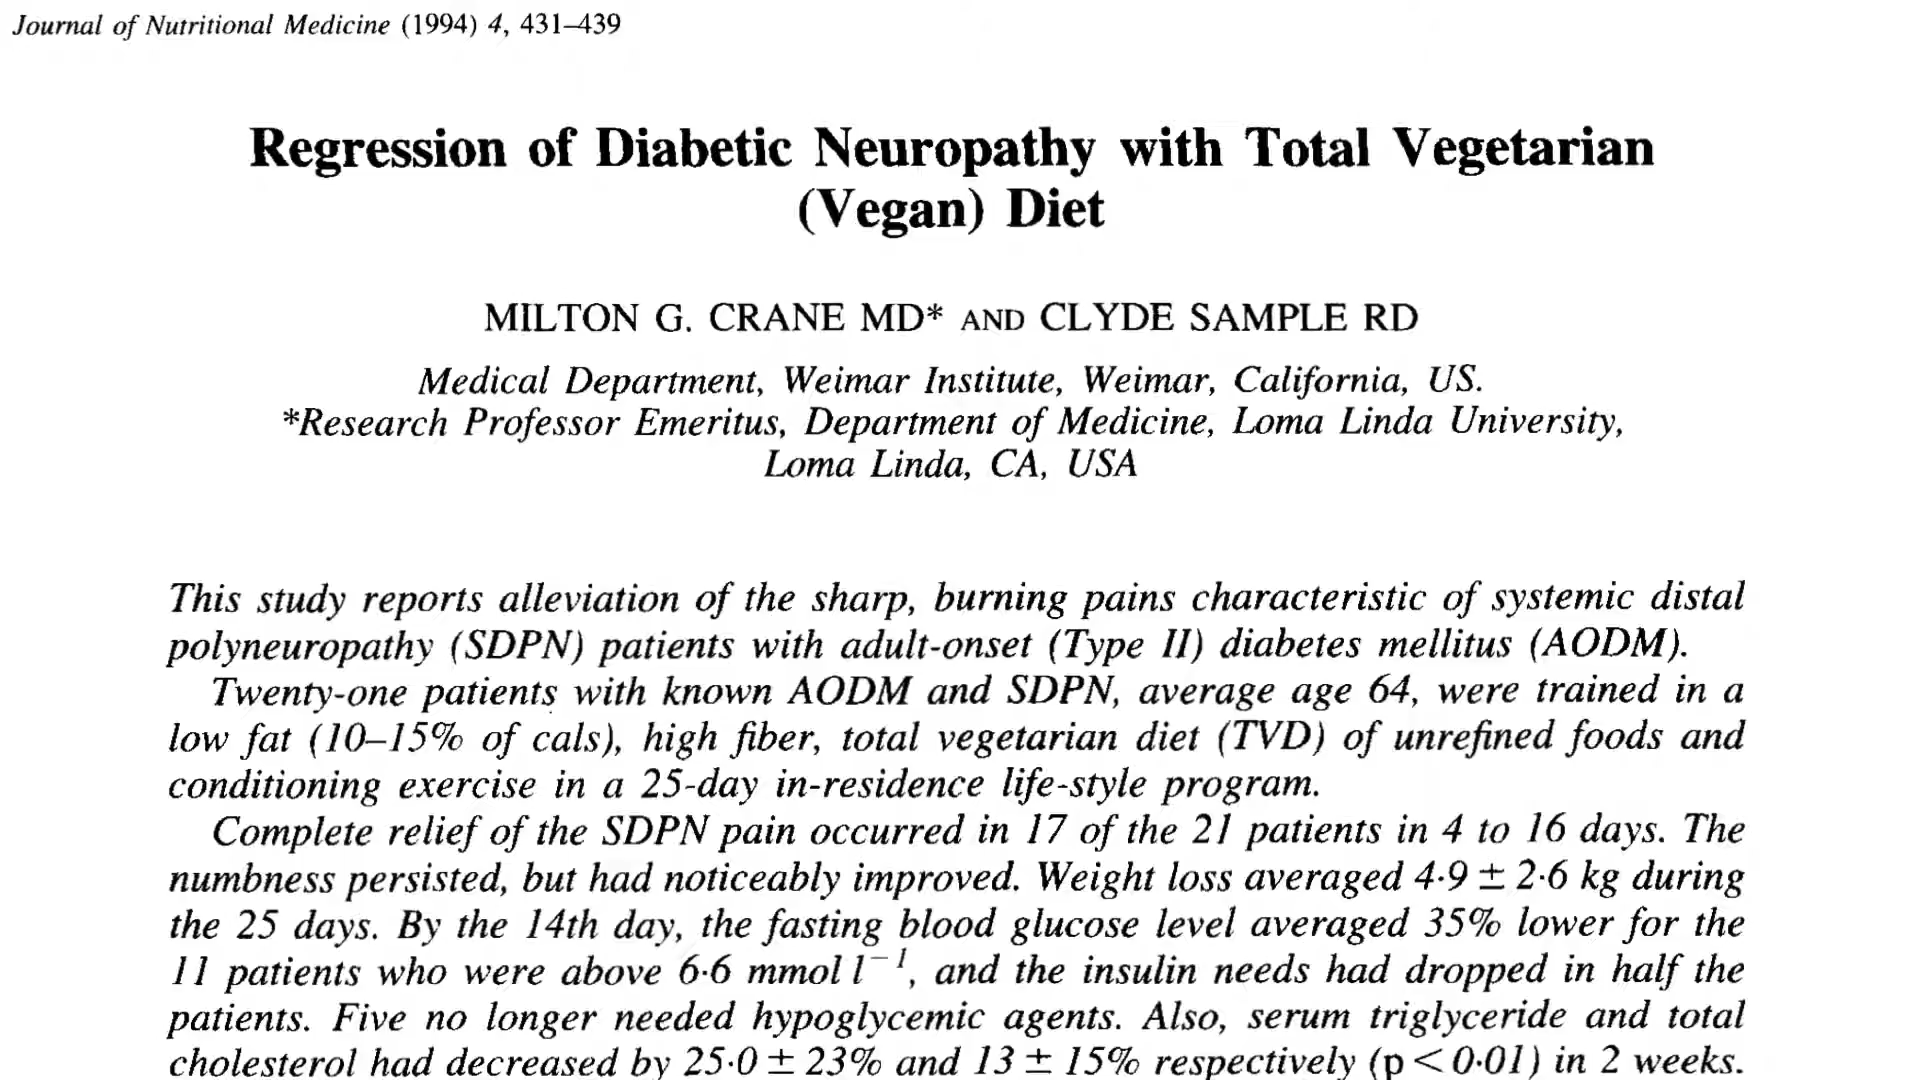 Journal of Nutritional Medicine (1994) 4, 431–439
Regression of Diabetic Neuropathy with Total Vegetarian
(Vegan) Diet
MILTON G. CRANE MD* AND CLYDE SAMPLE RD
Medical Department, Weimar Institute, Weimar, California, US.
*Research Professor Emeritus, Department of Medicine, Loma Linda University,
Loma Linda, CA, USA
This study reports alleviation of the sharp, burning pains characteristic of systemic distal
polyneuropathy (SDPN) patients with adult-onset (Type II) diabetes mellitus (AODM).
Twenty-one patients with known AODM and SDPN, average age 64, were trained in a
low fat (10–15% of cals), high fiber, total vegetarian diet (TVD) of unrefined foods and
conditioning exercise in a 25-day in-residence life-style program.
Complete relief of the SDPN pain occurred in 17 of the 21 patients in 4 to 16 days. The
numbness persisted, but had noticeably improved. Weight loss averaged 4·9 ± 2·6 kg during
the 25 days. By the 14th day, the fasting blood glucose level averaged 35% lower for the
11 patients who were above 6·6 mmol l⁻¹, and the insulin needs had dropped in half the
patients. Five no longer needed hypoglycemic agents. Also, serum triglyceride and total
cholesterol had decreased by 25·0 ± 23% and 13 ± 15% respectively (p < 0·01) in 2 weeks.